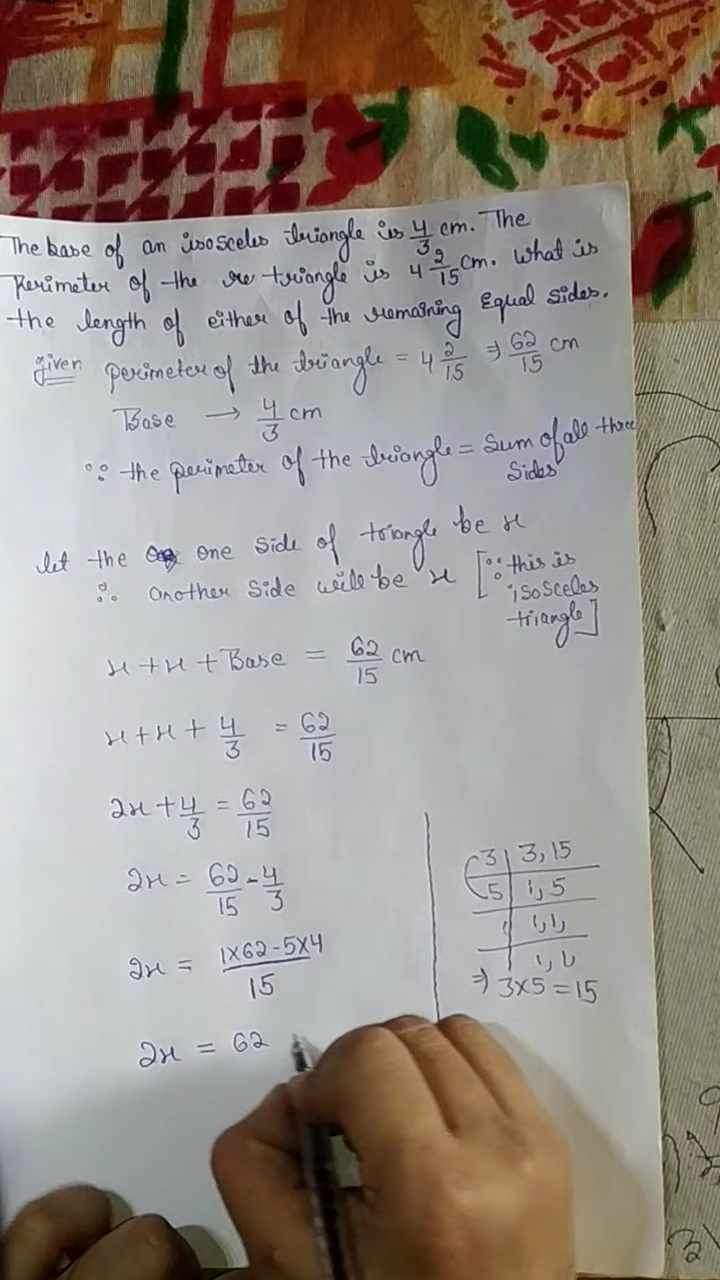 The base of an isosceles triangle is 4/3 cm. The
Perimeter of the triangle is 4 2/15 cm. What is
the length of either of the remaining Equal sides.
given perimeter of the triangle = 4 2/15 ⇒ 62/15 cm
Base → 4/3 cm
∵ the perimeter of the triangle = Sum of all three
Sides
let the one side of triangle be x
∴ another side will be x [∵ this is
isosceles
triangle]
x + x + Base = 62/15 cm
x + x + 4/3 = 62/15
2x + 4/3 = 62/15
2x = 62/15 - 4/3
2x = 1×62-5×4/15
2x = 62
3 | 3, 15
5 | 1, 5
1 | 1, 1
| 1, 1
⇒ 3×5 = 15